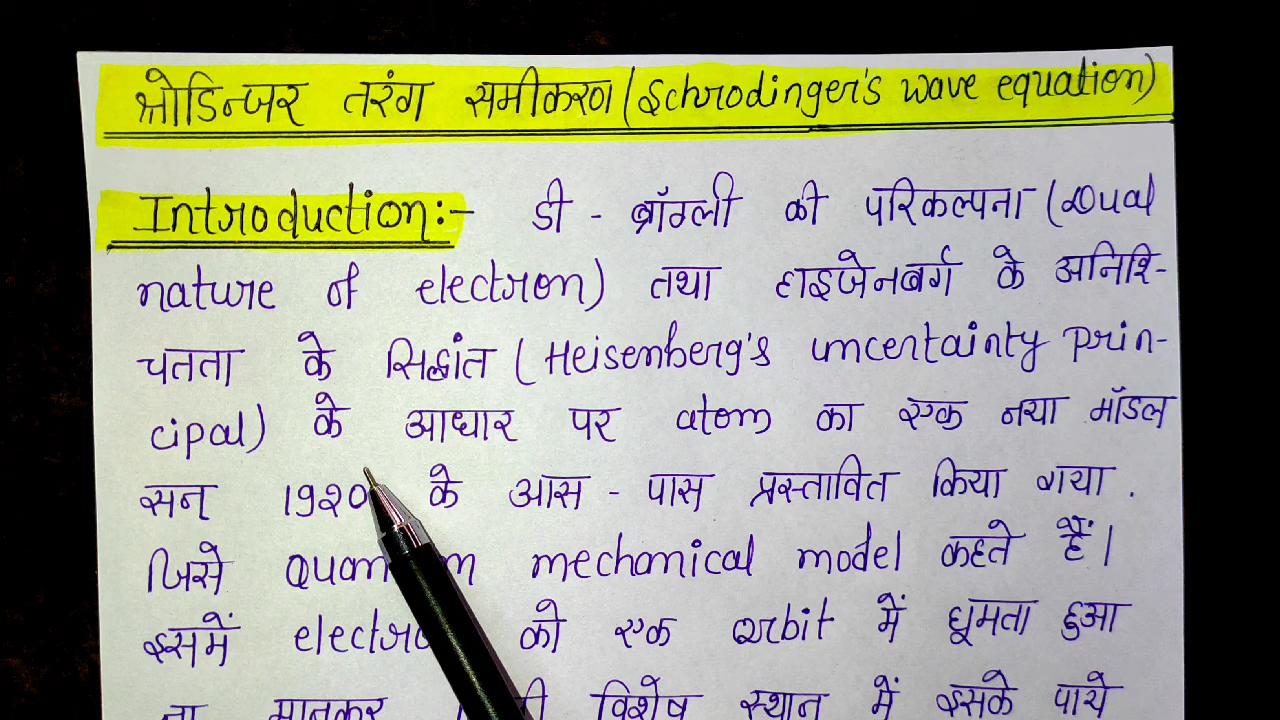 श्रोडिन्जर तरंग समीकरण (Schrodinger's wave equation)
Introduction:- डी - ब्रॉग्ली की परिकल्पना (Dual
nature of electron) तथा हाइजेनबर्ग के अनिश्-
चतता के सिद्धांत (Heisenberg's uncertainty prin-
cipal) के आधार पर atom का एक नया मॉडल
सन् 1920 के आस - पास प्रस्तावित किया गया .
जिसे mechanical model कहते हैं।
इसमें को एक orbit में घूमता हुआ
ना मानकर विशेष स्थान में इसके पाये